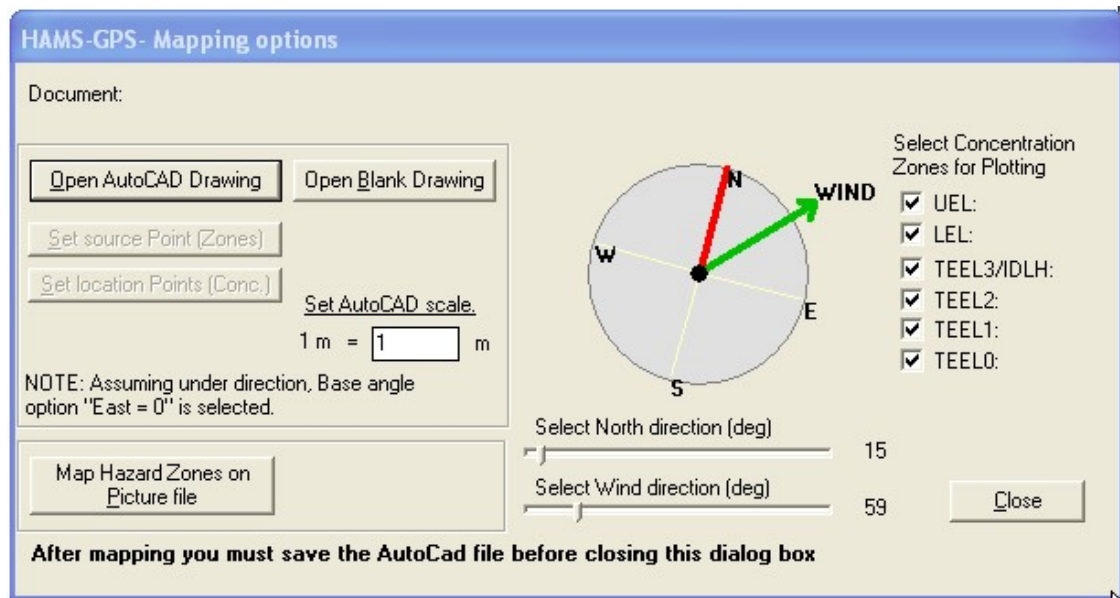 HAMS-GPS- Mapping options
Document:
Open AutoCAD Drawing
Open Blank Drawing
Set source Point (Zones)
Set location Points (Conc.)
Set AutoCAD scale.
1 m = 1 m
NOTE: Assuming under direction, Base angle
option "East = 0" is selected.
Map Hazard Zones on
Picture file
N
WIND
W
E
S
Select North direction (deg)
15
Select Wind direction (deg)
59
Select Concentration
Zones for Plotting
UEL:
LEL:
TEEL3/IDLH:
TEEL2:
TEEL1:
TEEL0:
Close
After mapping you must save the AutoCad file before closing this dialog box